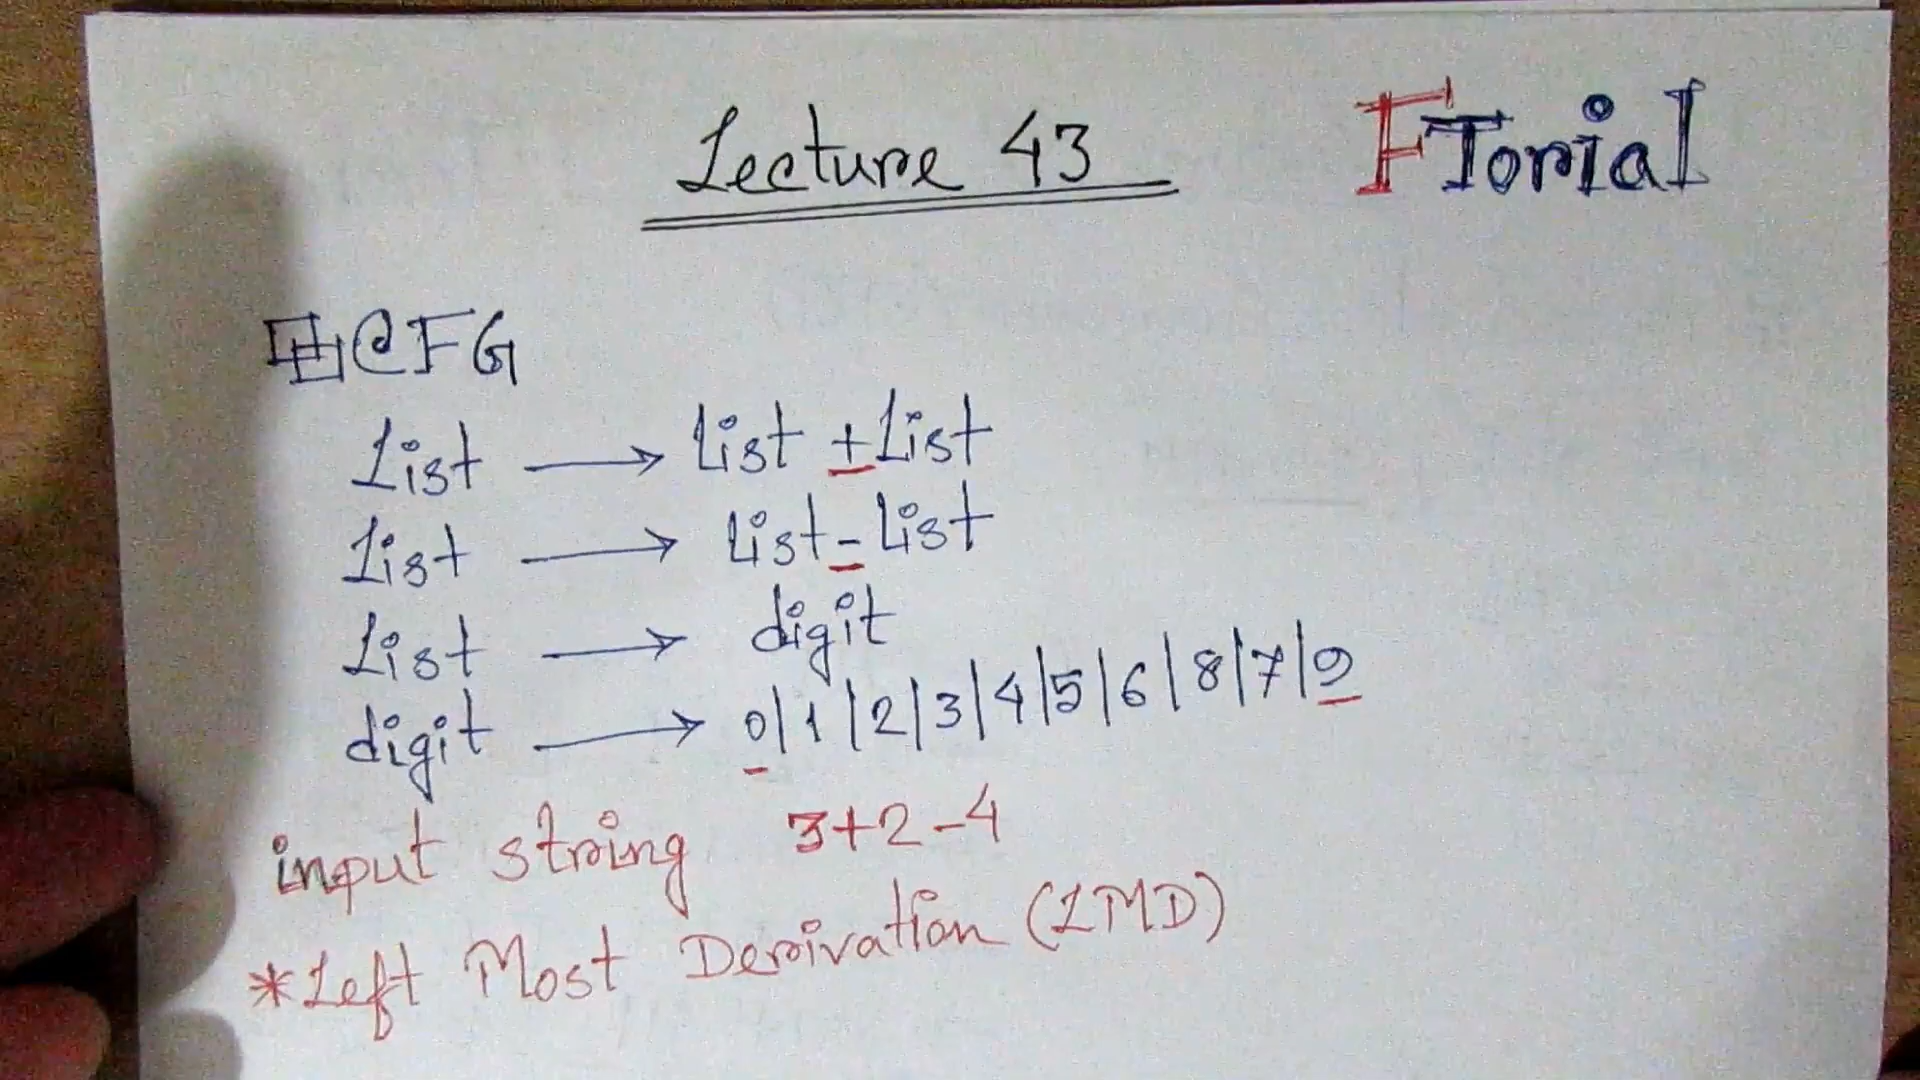 Lecture 43
FTorial
CFG
List → List + List
List → List - List
List → digit
digit → 0|1|2|3|4|5|6|8|7|9
input string 3+2-4
*Left Most Derivation (LMD)